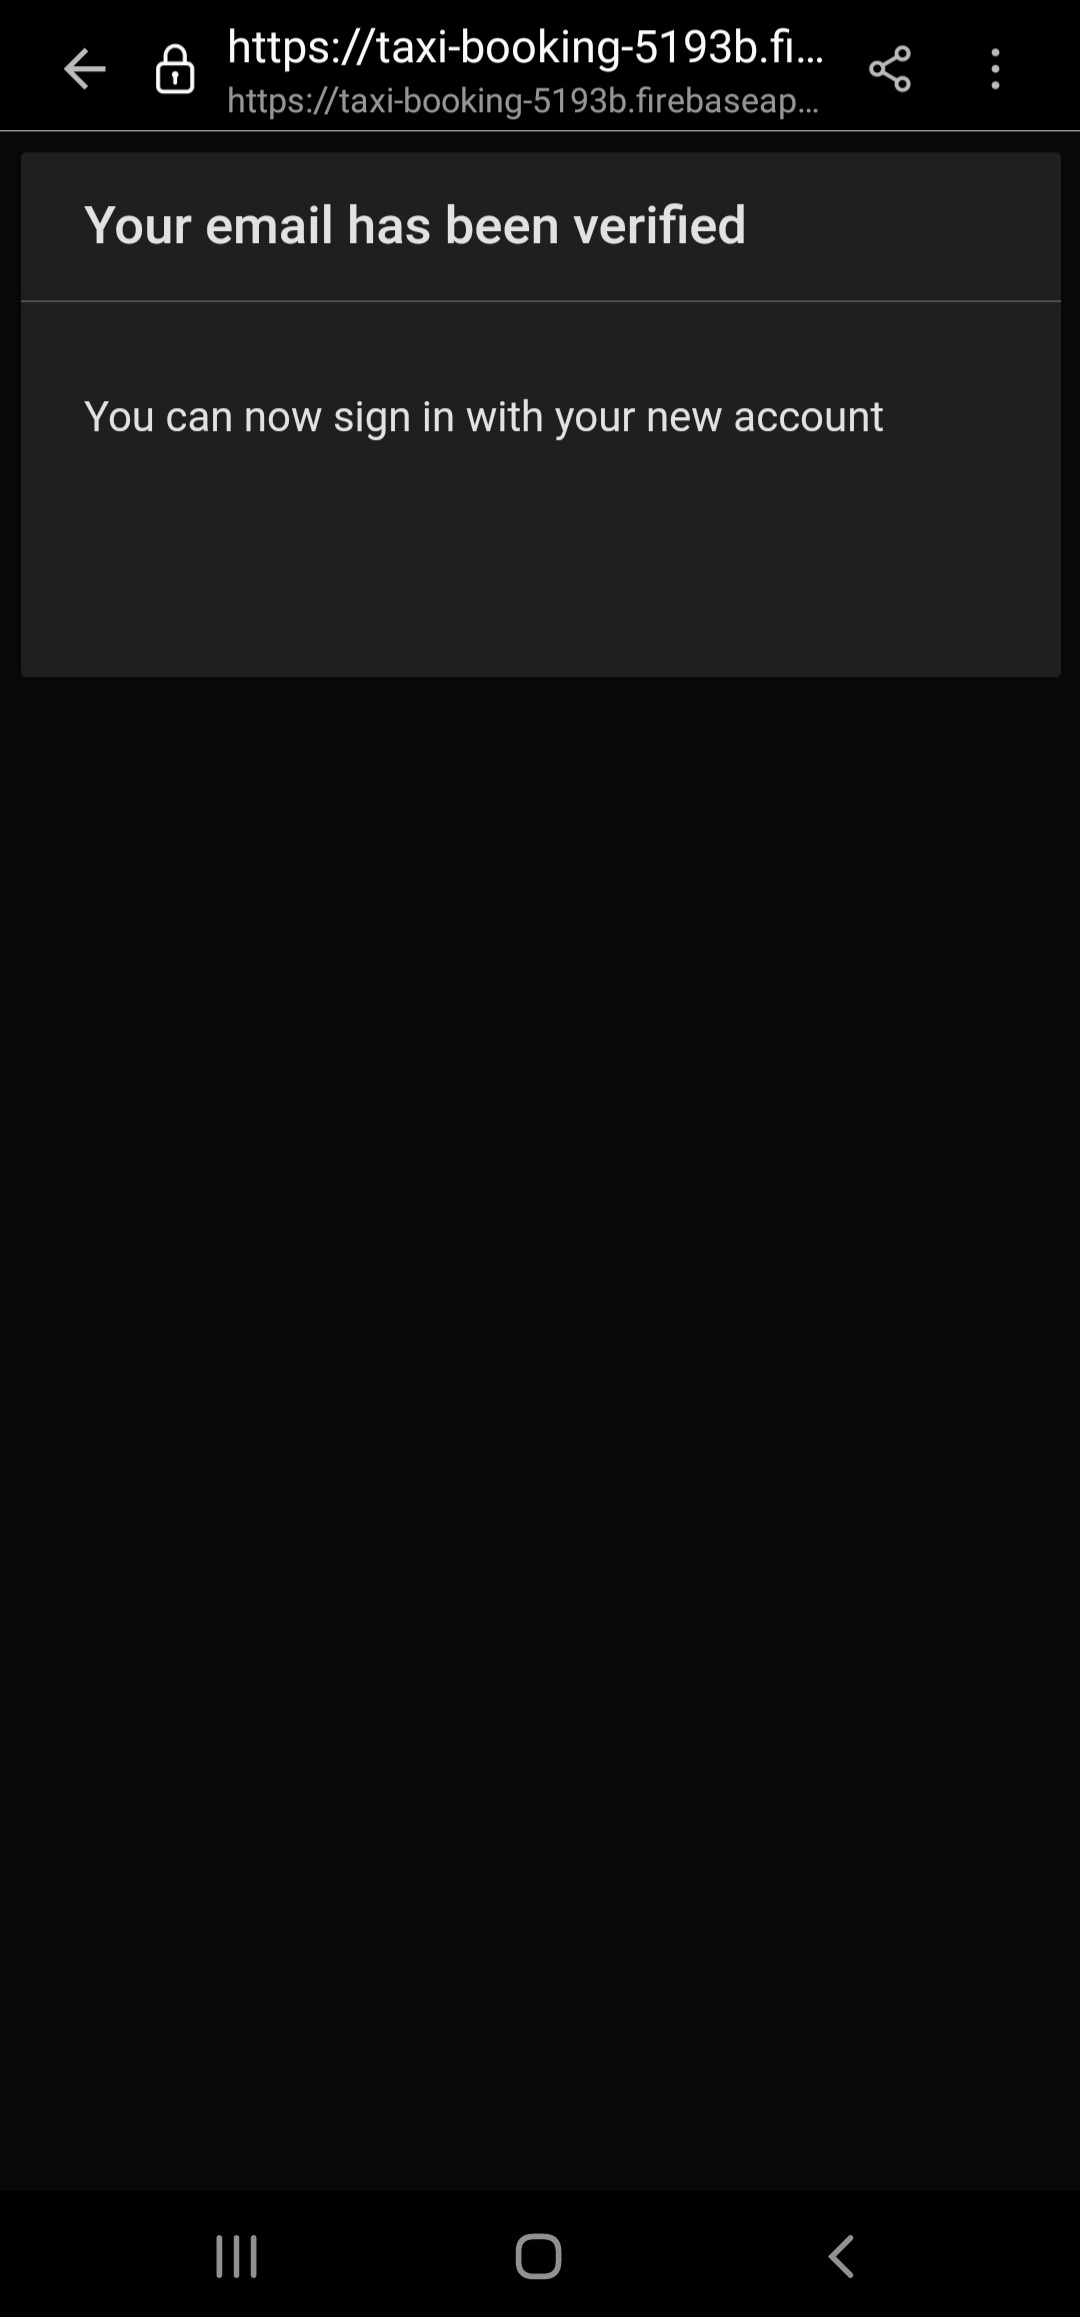 https://taxi-booking-5193b.fi...
https://taxi-booking-5193b.firebaseap...
Your email has been verified
You can now sign in with your new account